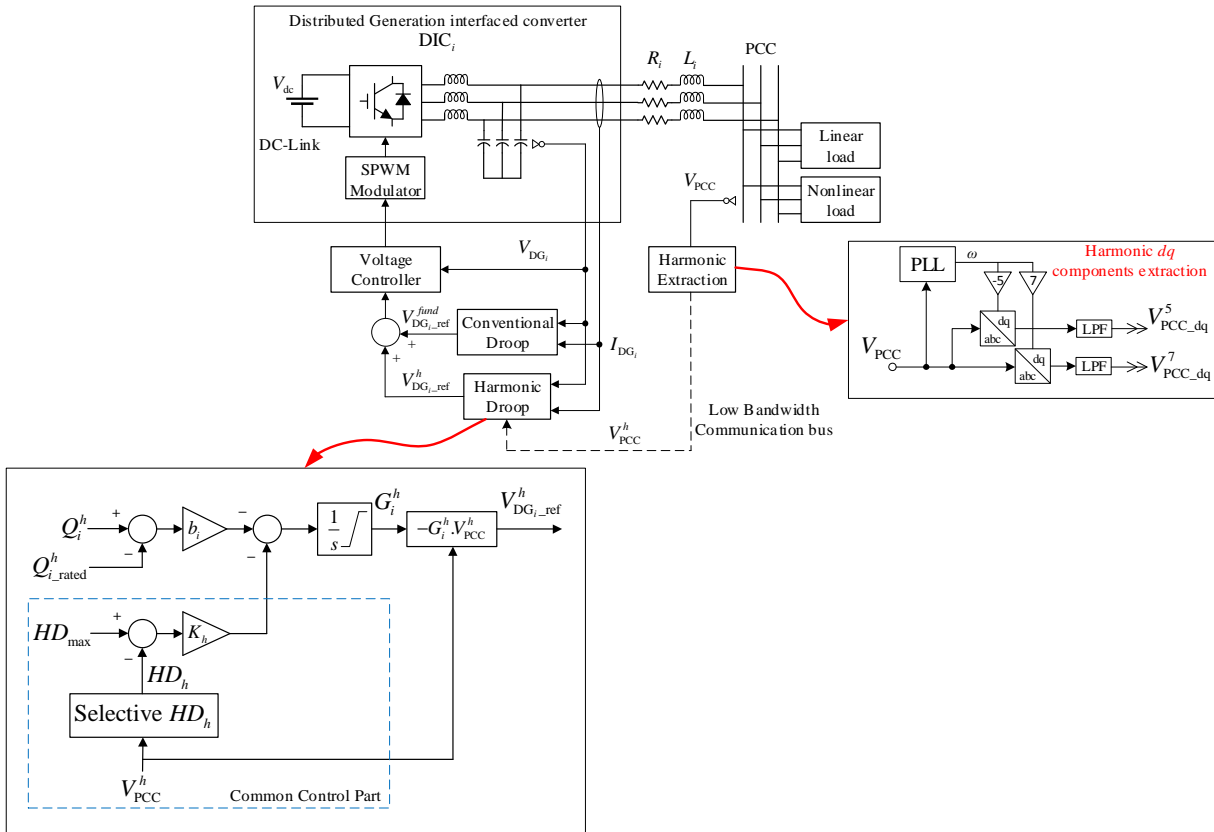 Distributed Generation interfaced converter
DIC_i
V_dc
DC-Link
SPWM
Modulator
R_i
L_i
PCC
Linear
load
Nonlinear
load
V_PCC
Voltage
Controller
V_DG_i
Harmonic
Extraction
V^fund_DG_i_ref
+
+
Conventional
Droop
I_DG_i
V^h_DG_i_ref
Harmonic
Droop
V^h_PCC
Low Bandwidth
Communication bus
Harmonic dq
components extraction
PLL
ω
-5
7
V_PCC
dq
abc
LPF
V^5_PCC_dq
dq
abc
LPF
V^7_PCC_dq
Q^h_i
+
−
b_i
−
−
1/s
G^h_i
−G^h_i.V^h_PCC
V^h_DG_i_ref
Q^h_i_rated
HD_max
+
−
K_h
HD_h
Selective HD_h
V^h_PCC
Common Control Part